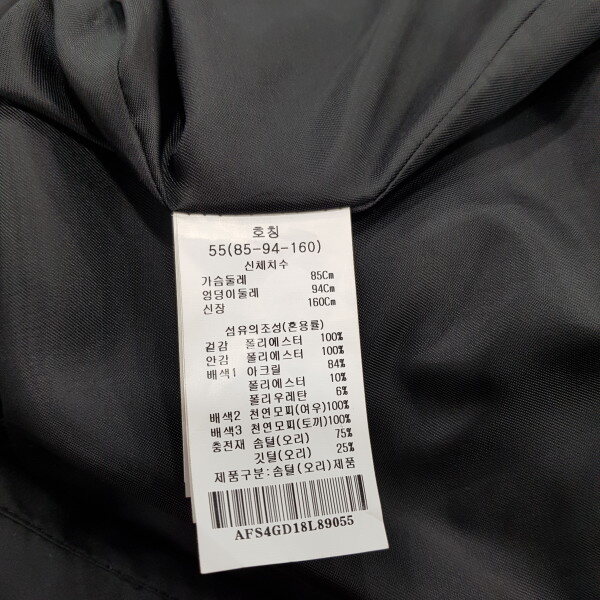 호칭
55(85-94-160)
신체치수
가슴둘레 85Cm
엉덩이둘레 94Cm
신장 160Cm
섬유의조성(혼용률)
겉감 폴리에스터 100%
안감 폴리에스터 100%
배색1 아크릴 84%
폴리에스터 10%
폴리우레탄 6%
배색2 천연모피(여우)100%
배색3 천연모피(토끼)100%
충전재 솜털(오리) 75%
깃털(오리) 25%
제품구분:솜털(오리)제품
AFS4GD18L89055